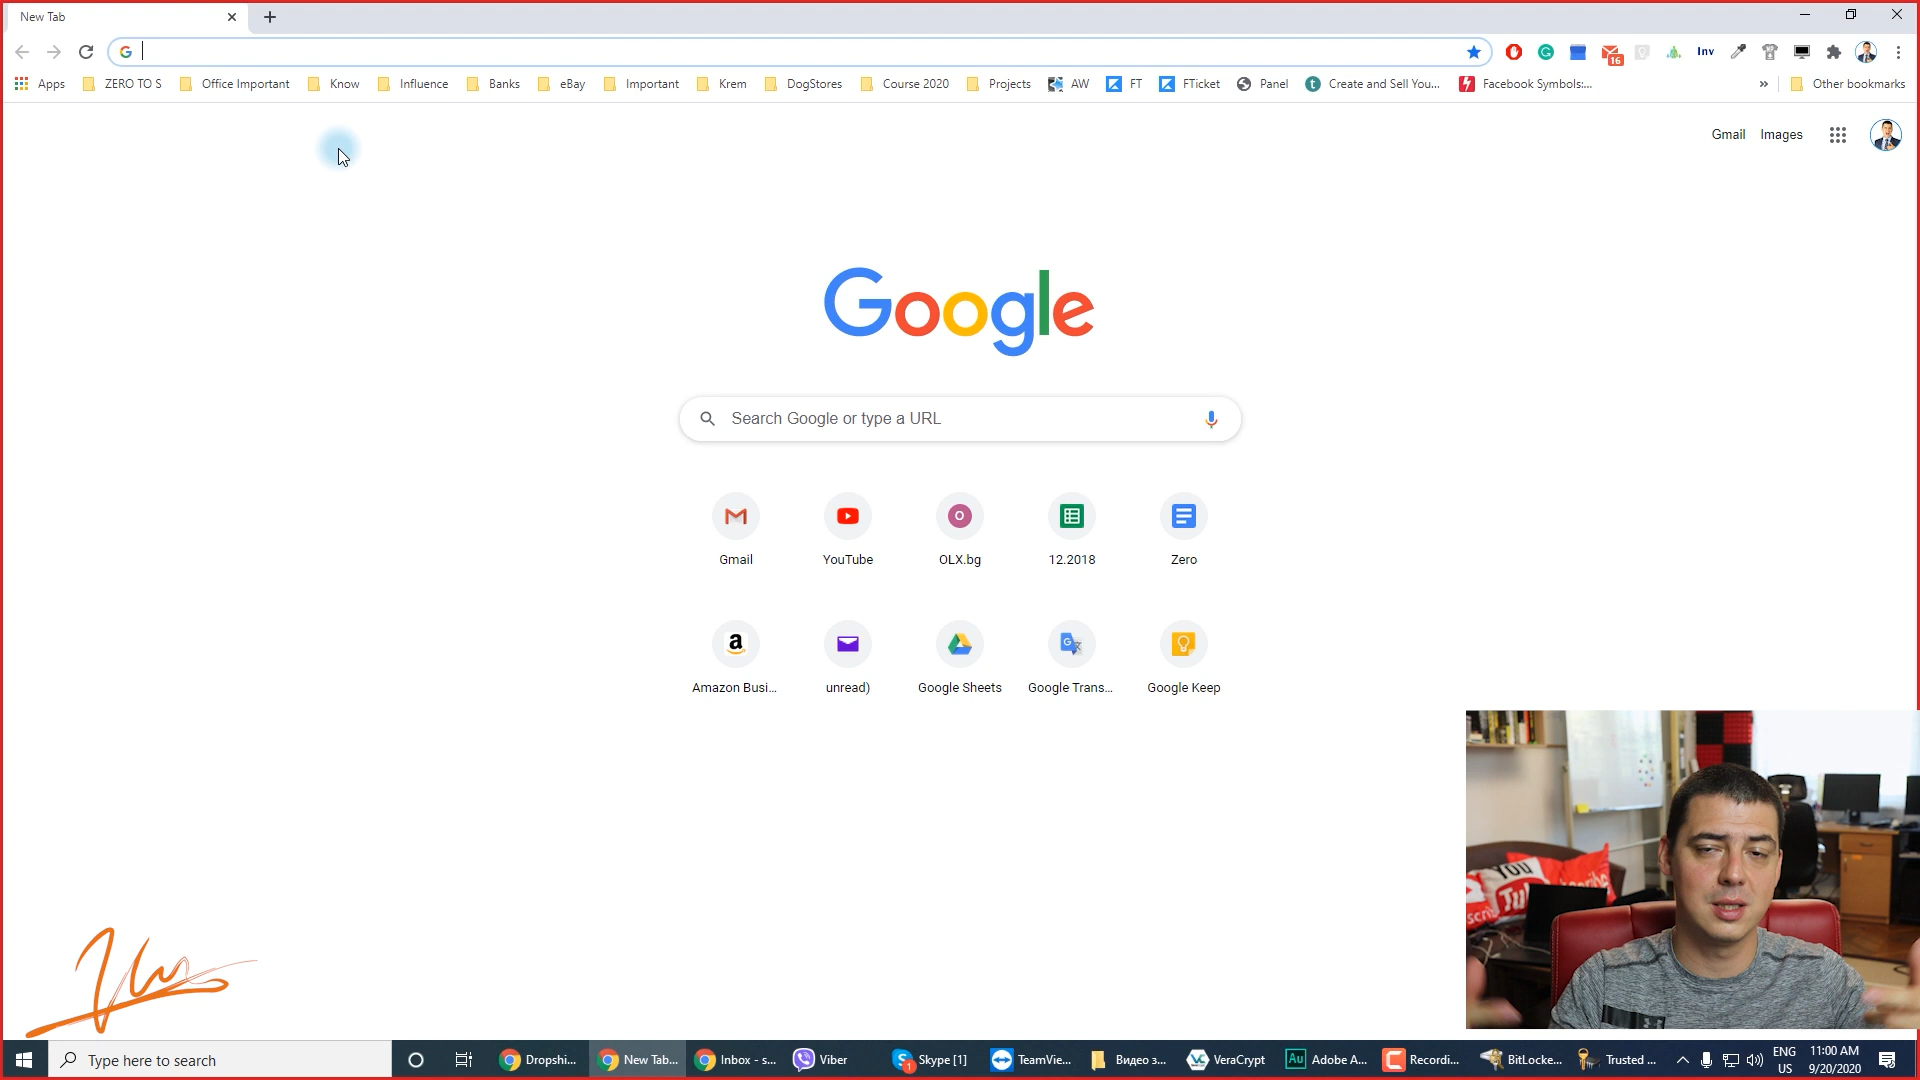 New Tab
Apps ZERO TO S Office Important Know Influence Banks eBay Important Krem DogStores Course 2020 Projects AW FT FTicket Panel Create and Sell You... Facebook Symbols:... » Other bookmarks
16
Inv
Gmail Images
Google
Search Google or type a URL
Gmail YouTube OLX.bg 12.2018 Zero
Amazon Busi... unread) Google Sheets Google Trans... Google Keep
YOU
Tu
scri
Type here to search
Dropshi... New Tab... Inbox - s... Viber Skype [1] TeamVie... Видео з... VeraCrypt Adobe A... Recordi... BitLocke... Trusted ...
ENG
US
11:00 AM
9/20/2020